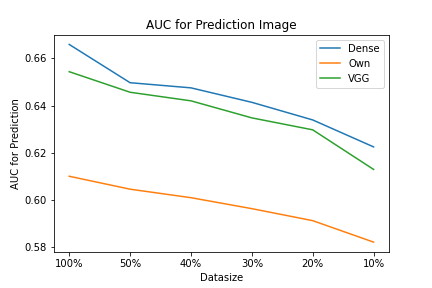 AUC for Prediction Image
Dense
Own
VGG
AUC for Prediction
0.66
0.64
0.62
0.60
0.58
100% 50% 40% 30% 20% 10%
Datasize